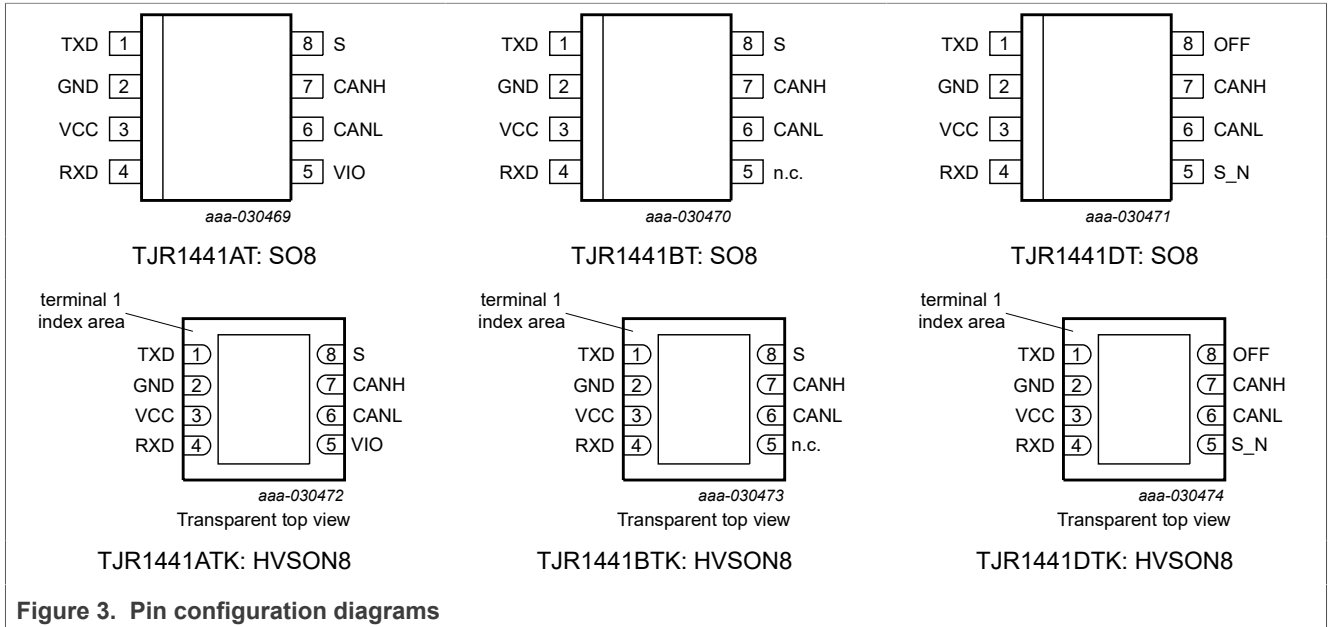 TXD 1 8 S
GND 2 7 CANH
VCC 3 6 CANL
RXD 4 5 VIO
aaa-030469
TJR1441AT: SO8
TXD 1 8 S
GND 2 7 CANH
VCC 3 6 CANL
RXD 4 5 n.c.
aaa-030470
TJR1441BT: SO8
TXD 1 8 OFF
GND 2 7 CANH
VCC 3 6 CANL
RXD 4 5 S_N
aaa-030471
TJR1441DT: SO8
terminal 1
index area
TXD 1 8 S
GND 2 7 CANH
VCC 3 6 CANL
RXD 4 5 VIO
aaa-030472
Transparent top view
TJR1441ATK: HVSON8
terminal 1
index area
TXD 1 8 S
GND 2 7 CANH
VCC 3 6 CANL
RXD 4 5 n.c.
aaa-030473
Transparent top view
TJR1441BTK: HVSON8
terminal 1
index area
TXD 1 8 OFF
GND 2 7 CANH
VCC 3 6 CANL
RXD 4 5 S_N
aaa-030474
Transparent top view
TJR1441DTK: HVSON8
Figure 3. Pin configuration diagrams